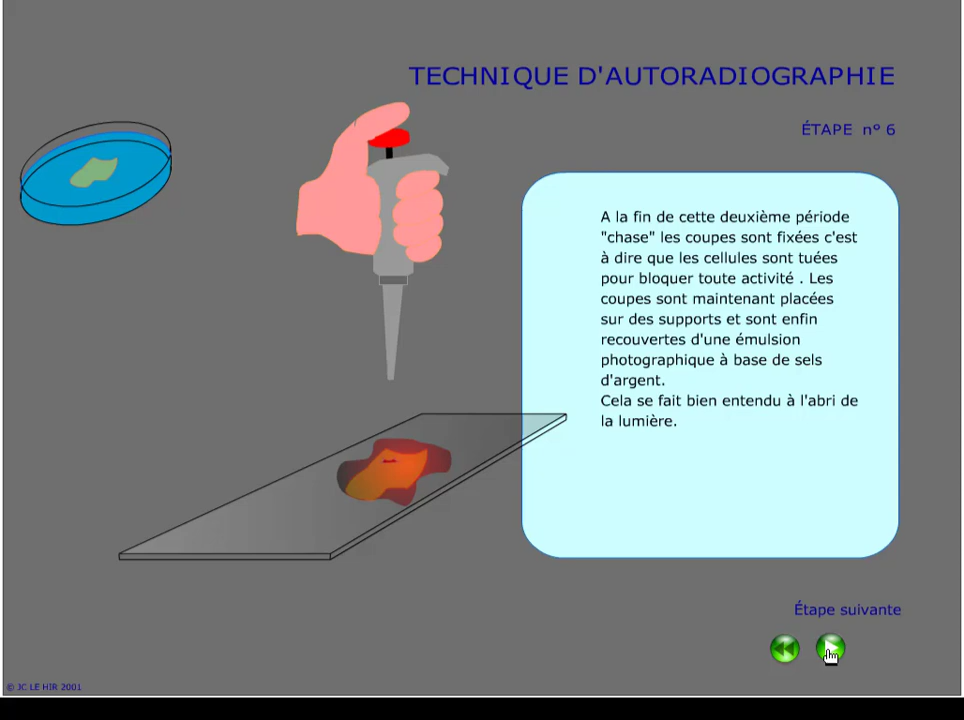 TECHNIQUE D'AUTORADIOGRAPHIE
ÉTAPE n° 6
A la fin de cette deuxième période
"chase" les coupes sont fixées c'est
à dire que les cellules sont tuées
pour bloquer toute activité . Les
coupes sont maintenant placées
sur des supports et sont enfin
recouvertes d'une émulsion
photographique à base de sels
d'argent.
Cela se fait bien entendu à l'abri de
la lumière.
Étape suivante
© JC LE HIR 2001